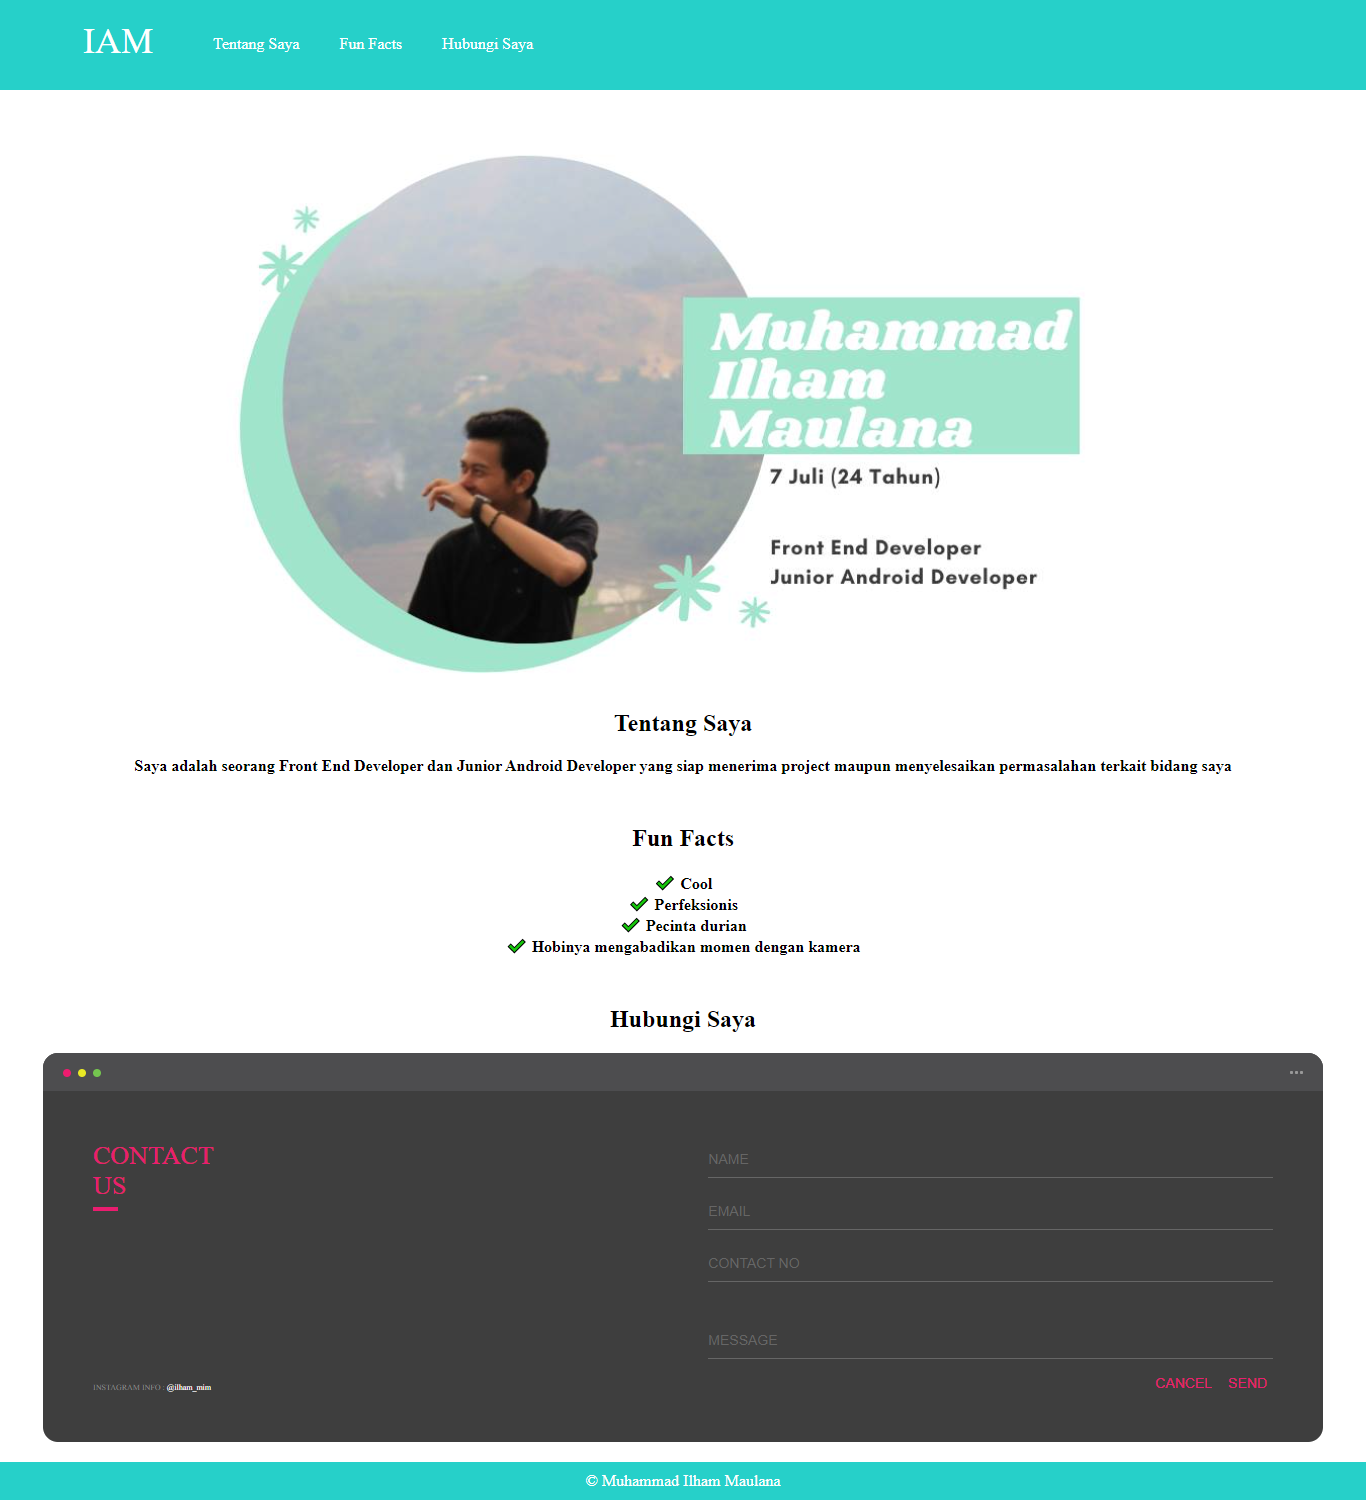 IAM
Tentang Saya
Fun Facts
Hubungi Saya
Muhammad
Ilham
Maulana
7 Juli (24 Tahun)
Front End Developer
Junior Android Developer
Tentang Saya
Saya adalah seorang Front End Developer dan Junior Android Developer yang siap menerima project maupun menyelesaikan permasalahan terkait bidang saya
Fun Facts
Cool
Perfeksionis
Pecinta durian
Hobinya mengabadikan momen dengan kamera
Hubungi Saya
CONTACT
US
NAME
EMAIL
CONTACT NO
MESSAGE
INSTAGRAM INFO : @ilham_mim
CANCEL
SEND
© Muhammad Ilham Maulana